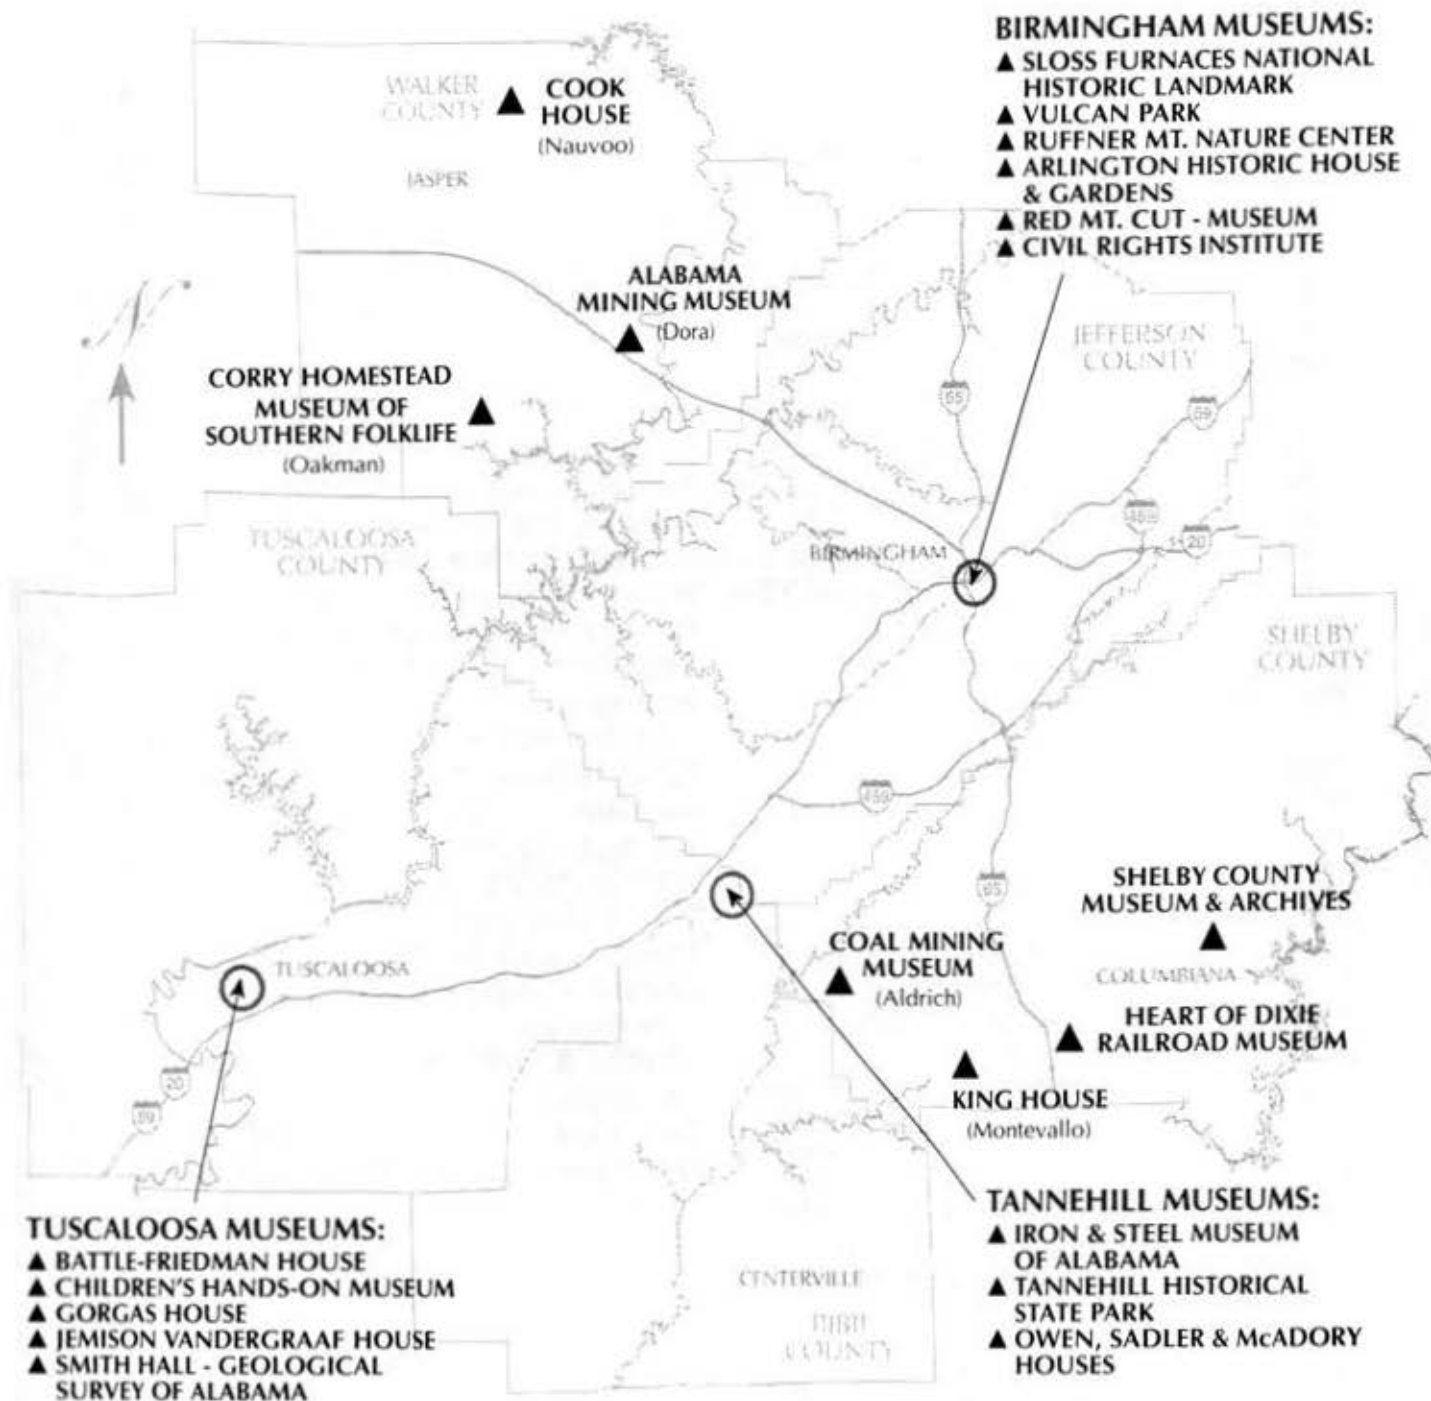 BIRMINGHAM MUSEUMS:
▲ SLOSS FURNACES NATIONAL
HISTORIC LANDMARK
▲ VULCAN PARK
▲ RUFFNER MT. NATURE CENTER
▲ ARLINGTON HISTORIC HOUSE
& GARDENS
▲ RED MT. CUT - MUSEUM
▲ CIVIL RIGHTS INSTITUTE
WALKER
COUNTY
COOK
HOUSE
(Nauvoo)
JASPER
ALABAMA
MINING MUSEUM
(Dora)
JEFFERSON
COUNTY
CORRY HOMESTEAD
MUSEUM OF
SOUTHERN FOLKLIFE
(Oakman)
65
59
TUSCALOOSA
COUNTY
459
20
BIRMINGHAM
SHELBY
COUNTY
459
65
SHELBY COUNTY
MUSEUM & ARCHIVES
COAL MINING
MUSEUM
(Aldrich)
TUSCALOOSA
COLUMBIANA
HEART OF DIXIE
RAILROAD MUSEUM
20
59
KING HOUSE
(Montevallo)
TUSCALOOSA MUSEUMS:
▲ BATTLE-FRIEDMAN HOUSE
▲ CHILDREN'S HANDS-ON MUSEUM
▲ GORGAS HOUSE
▲ JEMISON VANDERGRAAF HOUSE
▲ SMITH HALL - GEOLOGICAL
SURVEY OF ALABAMA
TANNEHILL MUSEUMS:
▲ IRON & STEEL MUSEUM
OF ALABAMA
▲ TANNEHILL HISTORICAL
STATE PARK
▲ OWEN, SADLER & McADORY
HOUSES
CENTERVILLE
BIBB
COUNTY